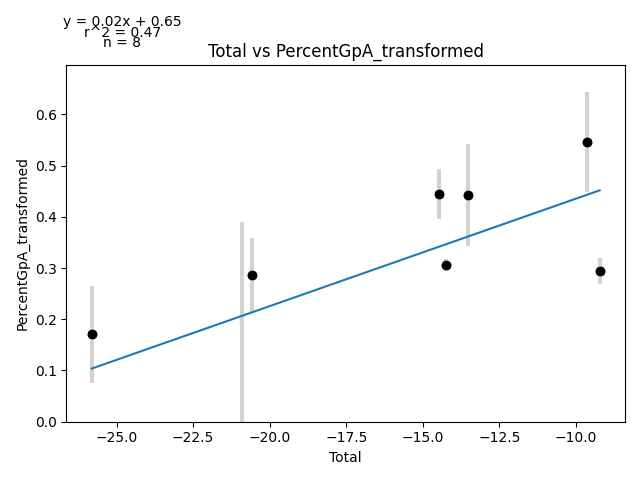 y = 0.02x + 0.65
r^2 = 0.47
n = 8
Total vs PercentGpA_transformed
PercentGpA_transformed
0.6
0.5
0.4
0.3
0.2
0.1
0.0
−25.0 −22.5 −20.0 −17.5 −15.0 −12.5 −10.0
Total